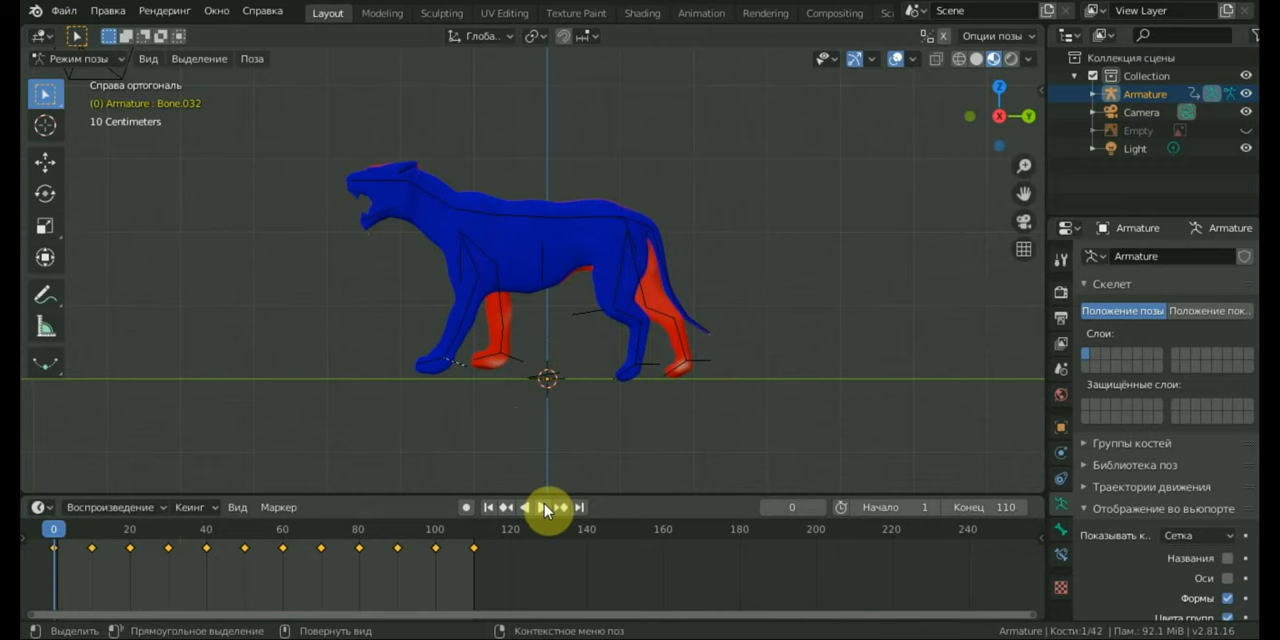 Файл Правка Рендеринг Окно Справка Layout Modeling Sculpting UV Editing Texture Paint Shading Animation Rendering Compositing Sc Scene View Layer
Глоба.. Опции позы
Режим позы Вид Выделение Поза
Справа ортогональ
(0) Armature : Bone.032
10 Centimeters
Z
X
Y
Коллекция сцены
Collection
Armature
Camera
Empty
Light
Armature Armature
Armature
Скелет
Положение позы Положение пок..
Слои:
Защищённые слои:
Группы костей
Библиотека поз
Траектории движения
Отображение во вьюпорте
Показывать к.. Сетка
Названия
Оси
Формы
Цвета групп
Воспроизведение Кеинг Вид Маркер 0 Начало 1 Конец 110
0 20 40 60 80 100 120 140 160 180 200 220 240
Выделить Прямоугольное выделение Повернуть вид Контекстное меню поз Armature | Кости:1/42 | Пам.: 92.1 MiB | v2.81.16